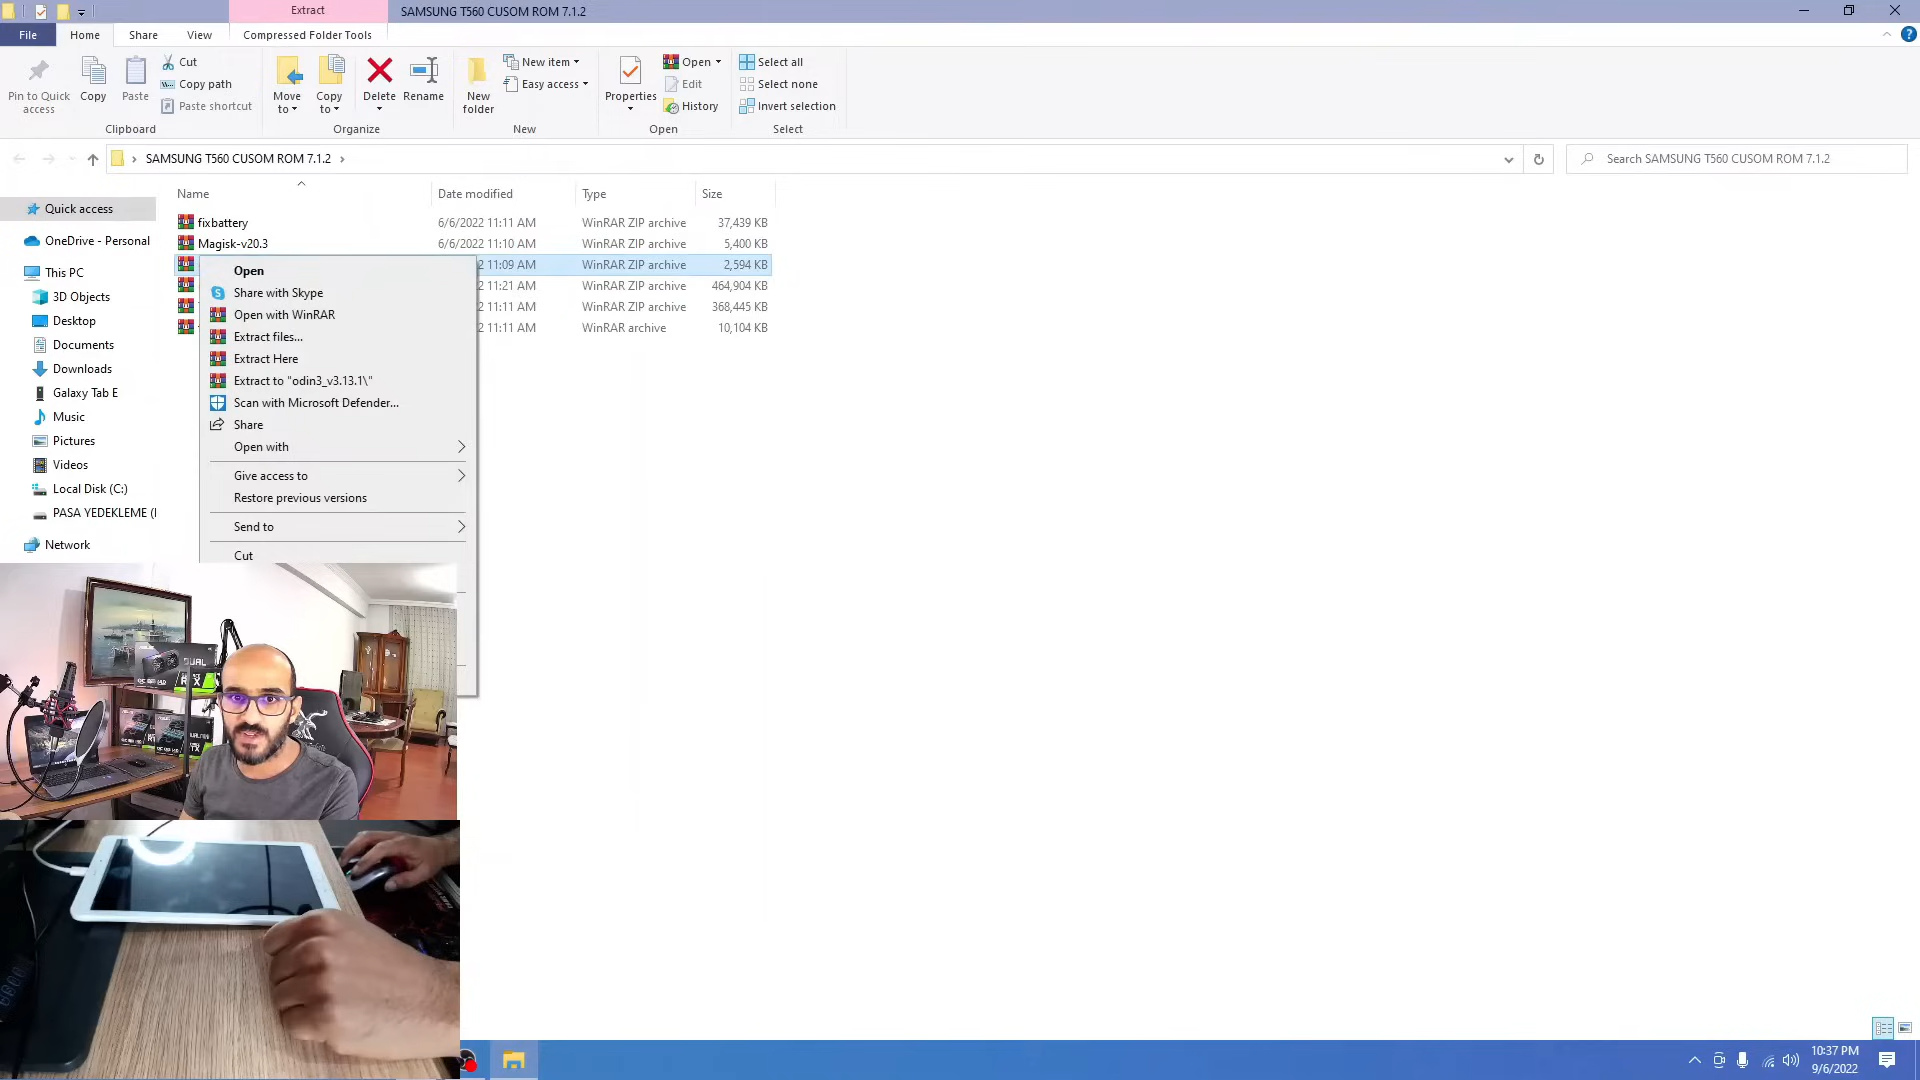 Extract
SAMSUNG T560 CUSOM ROM 7.1.2
File
Home
Share
View
Compressed Folder Tools
Pin to Quick access
Copy
Paste
Cut
Copy path
Paste shortcut
Clipboard
Move to
Copy to
Delete
Rename
Organize
New folder
New item
Easy access
New
Properties
Open
Edit
History
Open
Select all
Select none
Invert selection
Select
SAMSUNG T560 CUSOM ROM 7.1.2
Search SAMSUNG T560 CUSOM ROM 7.1.2
Name
Date modified
Type
Size
fixbattery 6/6/2022 11:11 AM WinRAR ZIP archive 37,439 KB
Magisk-v20.3 6/6/2022 11:10 AM WinRAR ZIP archive 5,400 KB
2 11:09 AM WinRAR ZIP archive 2,594 KB
2 11:21 AM WinRAR ZIP archive 464,904 KB
2 11:11 AM WinRAR ZIP archive 368,445 KB
2 11:11 AM WinRAR archive 10,104 KB
Quick access
OneDrive - Personal
This PC
3D Objects
Desktop
Documents
Downloads
Galaxy Tab E
Music
Pictures
Videos
Local Disk (C:)
PASA YEDEKLEME (
Network
Open
Share with Skype
Open with WinRAR
Extract files...
Extract Here
Extract to "odin3_v3.13.1\"
Scan with Microsoft Defender...
Share
Open with
Give access to
Restore previous versions
Send to
Cut
10:37 PM
9/6/2022